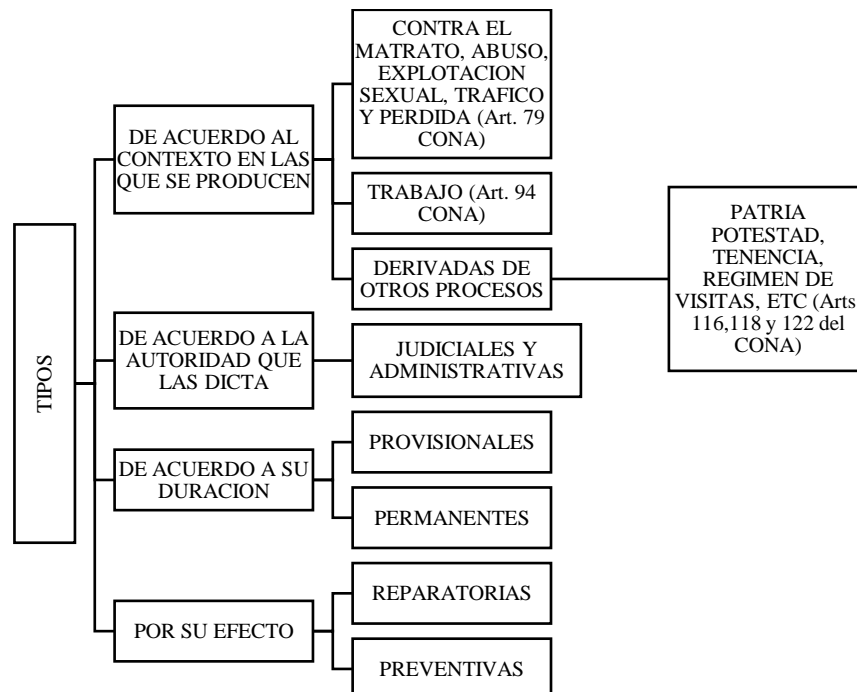 TIPOS
DE ACUERDO AL
CONTEXTO EN LAS
QUE SE PRODUCEN
CONTRA EL
MATRATO, ABUSO,
EXPLOTACION
SEXUAL, TRAFICO
Y PERDIDA (Art. 79
CONA)
TRABAJO (Art. 94
CONA)
DERIVADAS DE
OTROS PROCESOS
PATRIA
POTESTAD,
TENENCIA,
REGIMEN DE
VISITAS, ETC (Arts
116,118 y 122 del
CONA)
DE ACUERDO A LA
AUTORIDAD QUE
LAS DICTA
JUDICIALES Y
ADMINISTRATIVAS
DE ACUERDO A SU
DURACION
PROVISIONALES
PERMANENTES
POR SU EFECTO
REPARATORIAS
PREVENTIVAS